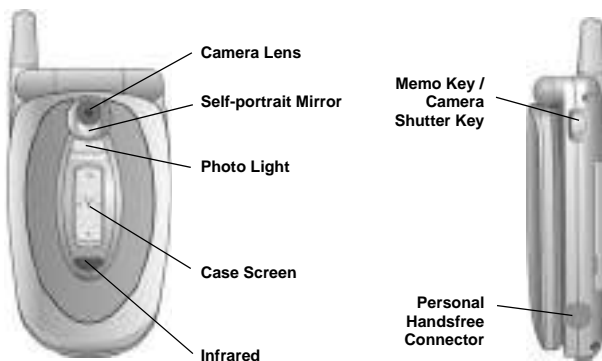 Camera Lens
Self-portrait Mirror
Photo Light
Case Screen
Infrared
Memo Key /
Camera
Shutter Key
Personal
Handsfree
Connector